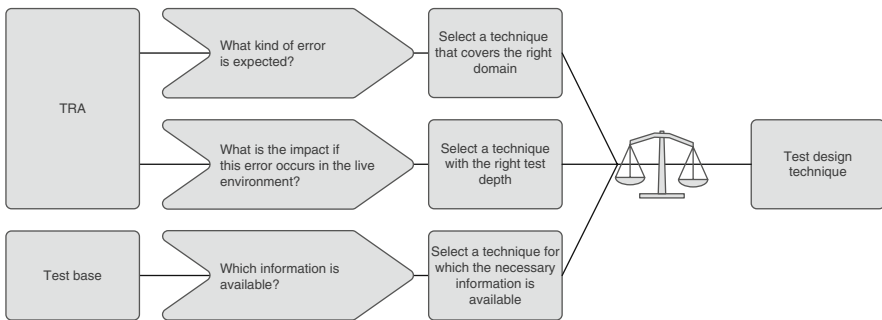 TRA
What kind of error
is expected?
Select a technique
that covers the right
domain
What is the impact if
this error occurs in the live
environment?
Select a technique
with the right test
depth
Test design
technique
Test base
Which information is
available?
Select a technique for
which the necessary
information is
available